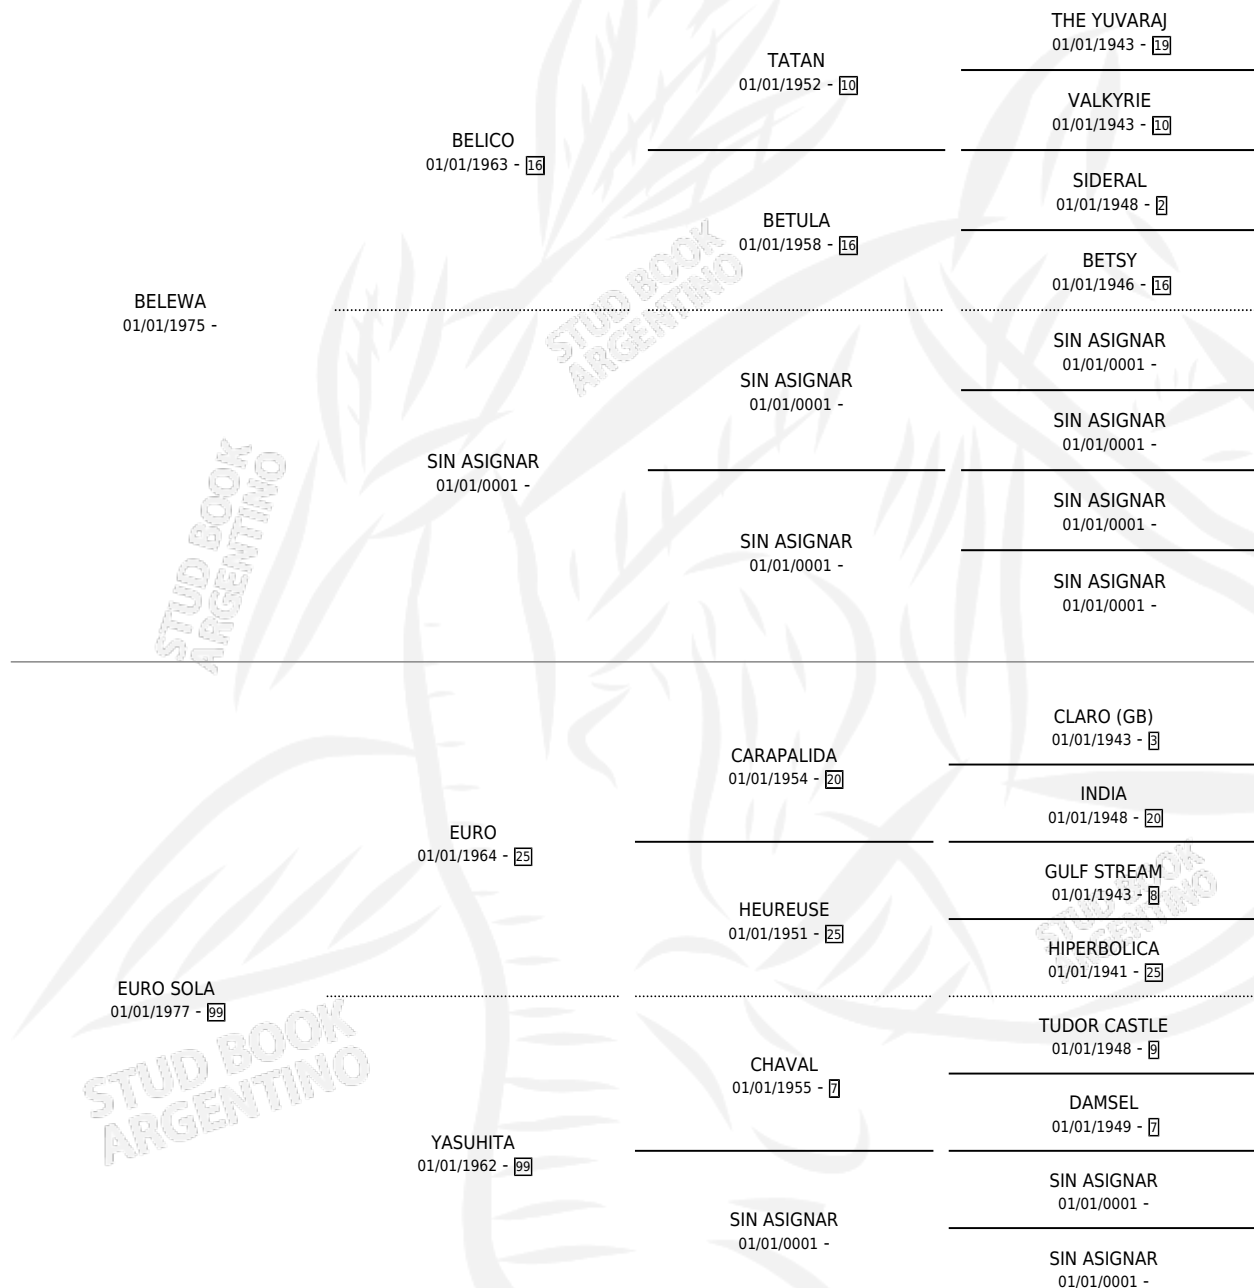 THE YUVARAJ
01/01/1943 - 19
TATAN
01/01/1952 - 10
VALKYRIE
01/01/1943 - 10
BELICO
01/01/1963 - 16
SIDERAL
01/01/1948 - 2
BETULA
01/01/1958 - 16
BETSY
01/01/1946 - 16
BELEWA
01/01/1975 -
STUD BOOK
ARGENTINO
SIN ASIGNAR
01/01/0001 -
SIN ASIGNAR
01/01/0001 -
SIN ASIGNAR
01/01/0001 -
SIN ASIGNAR
01/01/0001 -
SIN ASIGNAR
01/01/0001 -
SIN ASIGNAR
01/01/0001 -
SIN ASIGNAR
01/01/0001 -
STUD BOOK
ARGENTINO
CLARO (GB)
01/01/1943 - 3
CARAPALIDA
01/01/1954 - 20
INDIA
01/01/1948 - 20
EURO
01/01/1964 - 25
GULF STREAM
01/01/1943 - 8
HEUREUSE
01/01/1951 - 25
STUD BOOK
ARGENTINO
HIPERBOLICA
01/01/1941 - 25
EURO SOLA
01/01/1977 - 99
STUD BOOK
ARGENTINO
TUDOR CASTLE
01/01/1948 - 9
CHAVAL
01/01/1955 - 7
DAMSEL
01/01/1949 - 7
YASUHITA
01/01/1962 - 99
SIN ASIGNAR
01/01/0001 -
SIN ASIGNAR
01/01/0001 -
SIN ASIGNAR
01/01/0001 -